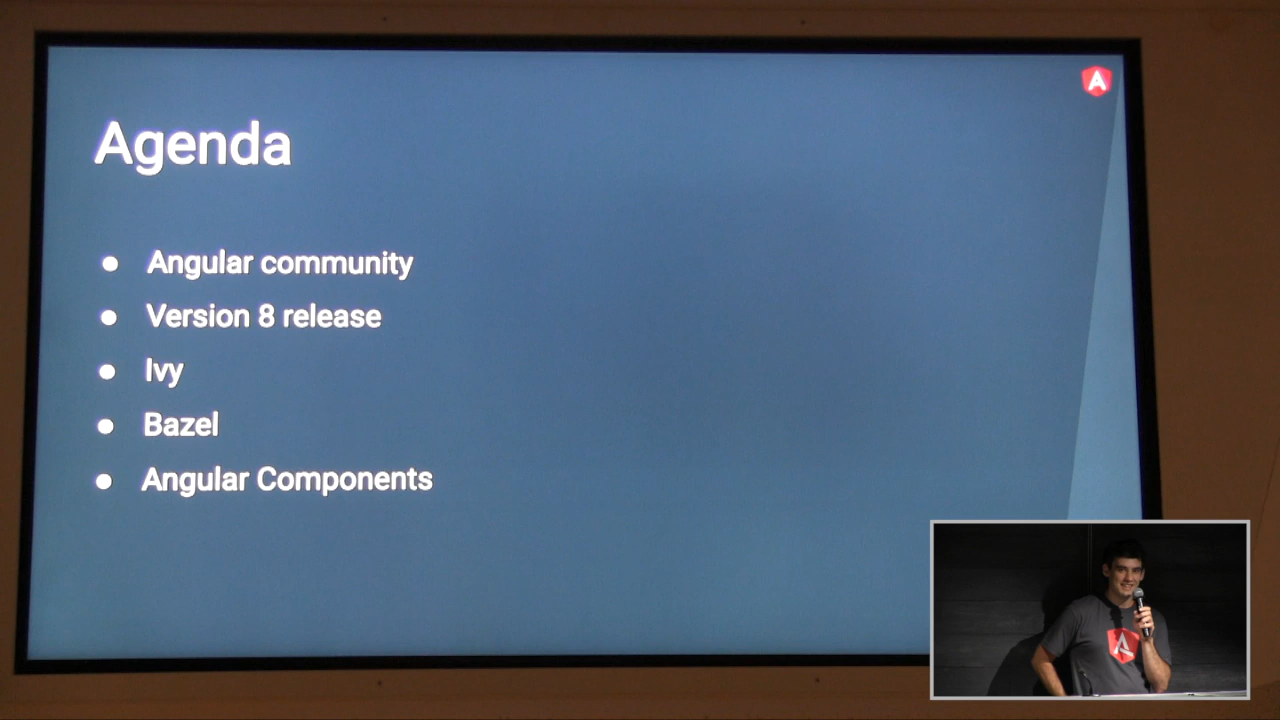 Agenda
● Angular community
● Version 8 release
● Ivy
● Bazel
● Angular Components
A
A